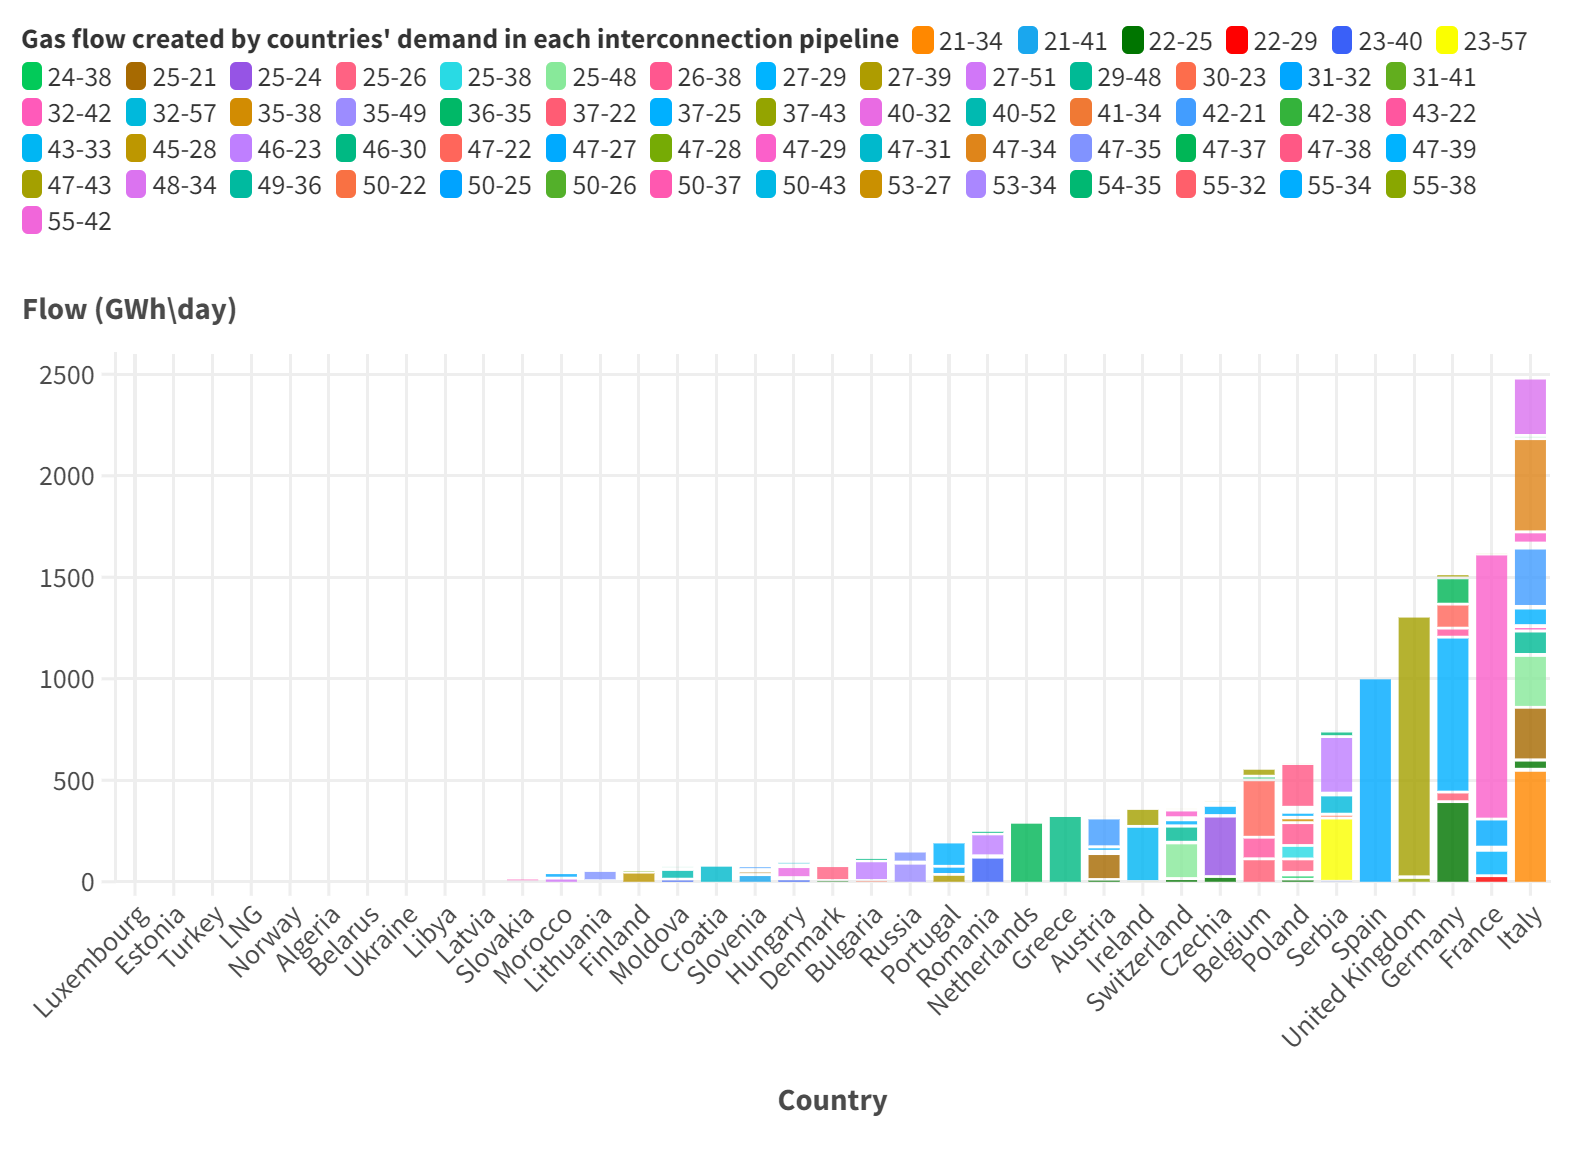 Gas flow created by countries' demand in each interconnection pipeline 21-34 21-41 22-25 22-29 23-40 23-57
24-38 25-21 25-24 25-26 25-38 25-48 26-38 27-29 27-39 27-51 29-48 30-23 31-32 31-41
32-42 32-57 35-38 35-49 36-35 37-22 37-25 37-43 40-32 40-52 41-34 42-21 42-38 43-22
43-33 45-28 46-23 46-30 47-22 47-27 47-28 47-29 47-31 47-34 47-35 47-37 47-38 47-39
47-43 48-34 49-36 50-22 50-25 50-26 50-37 50-43 53-27 53-34 54-35 55-32 55-34 55-38
55-42
Flow (GWh\day)
2500
2000
1500
1000
500
0
Luxembourg
Estonia
Turkey
LNG
Norway
Algeria
Belarus
Ukraine
Libya
Latvia
Slovakia
Morocco
Lithuania
Finland
Moldova
Croatia
Slovenia
Hungary
Denmark
Bulgaria
Russia
Portugal
Romania
Netherlands
Greece
Austria
Ireland
Switzerland
Czechia
Belgium
Poland
Serbia
Spain
United Kingdom
Germany
France
Italy
Country